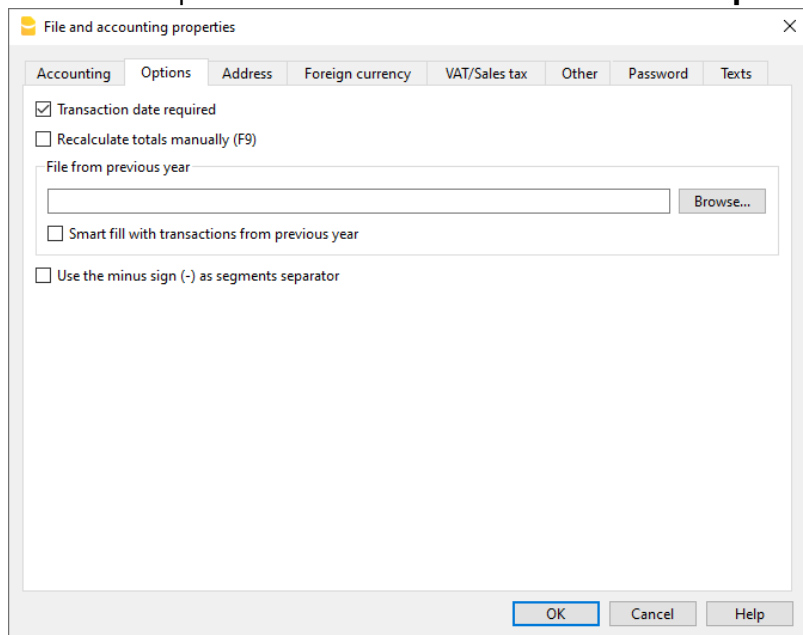 File and accounting properties
Accounting Options Address Foreign currency VAT/Sales tax Other Password Texts
Transaction date required
Recalculate totals manually (F9)
File from previous year
Browse...
Smart fill with transactions from previous year
Use the minus sign (-) as segments separator
OK Cancel Help